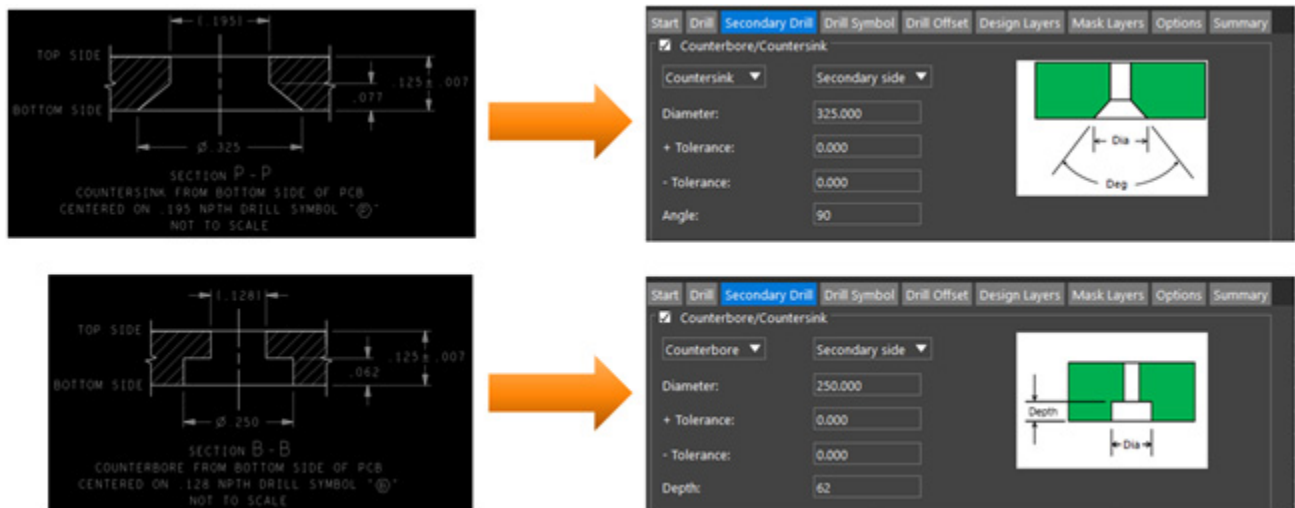 (.195)
TOP SIDE
.125± .007
.077
BOTTOM SIDE
Ø.325
SECTION P - P
COUNTERSINK FROM BOTTOM SIDE OF PCB
CENTERED ON .195 NPTH DRILL SYMBOL "Ⓟ"
NOT TO SCALE
Start Drill Secondary Drill Drill Symbol Drill Offset Design Layers Mask Layers Options Summary
Counterbore/Countersink
Countersink Secondary side
Diameter: 325.000
+ Tolerance: 0.000
- Tolerance: 0.000
Angle: 90
Dia
Deg
(.128)
TOP SIDE
.125± .007
.062
BOTTOM SIDE
Ø.250
SECTION B - B
COUNTERBORE FROM BOTTOM SIDE OF PCB
CENTERED ON .128 NPTH DRILL SYMBOL "Ⓑ"
NOT TO SCALE
Start Drill Secondary Drill Drill Symbol Drill Offset Design Layers Mask Layers Options Summary
Counterbore/Countersink
Counterbore Secondary side
Diameter: 250.000
+ Tolerance: 0.000
- Tolerance: 0.000
Depth: 62
Depth
Dia